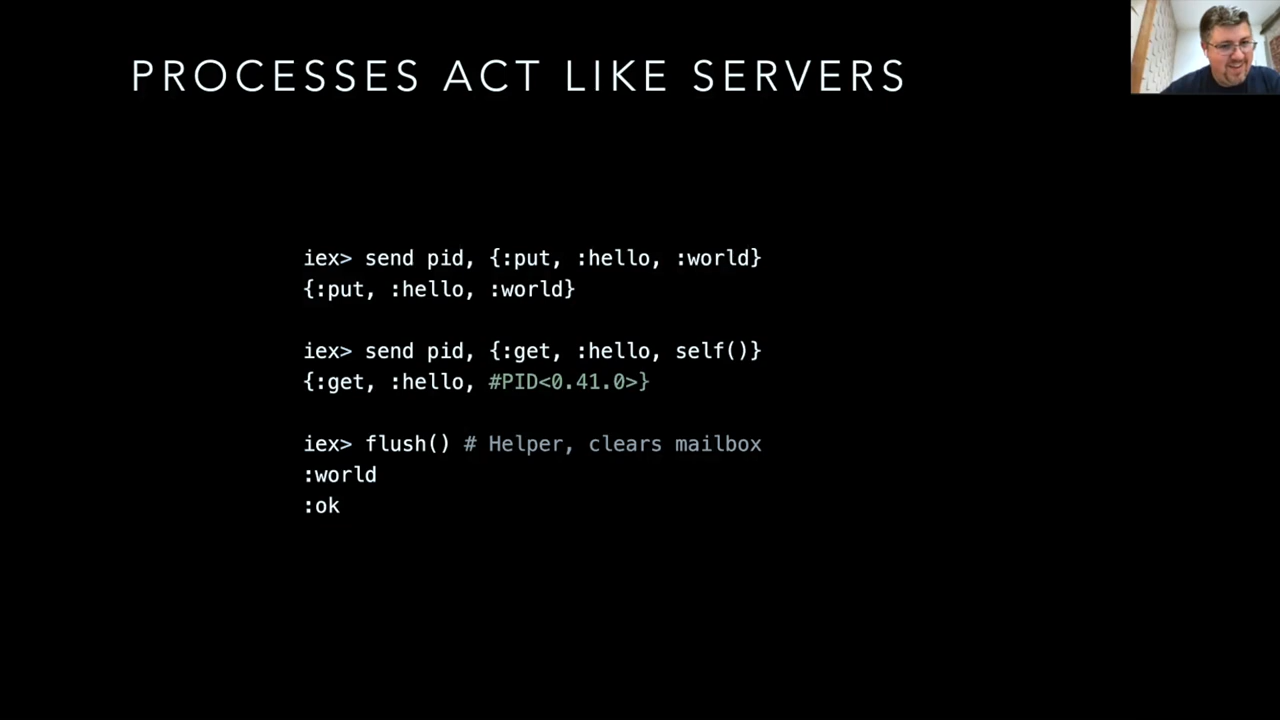 PROCESSES ACT LIKE SERVERS
iex> send pid, {:put, :hello, :world}
{:put, :hello, :world}
iex> send pid, {:get, :hello, self()}
{:get, :hello, #PID<0.41.0>}
iex> flush() # Helper, clears mailbox
:world
:ok